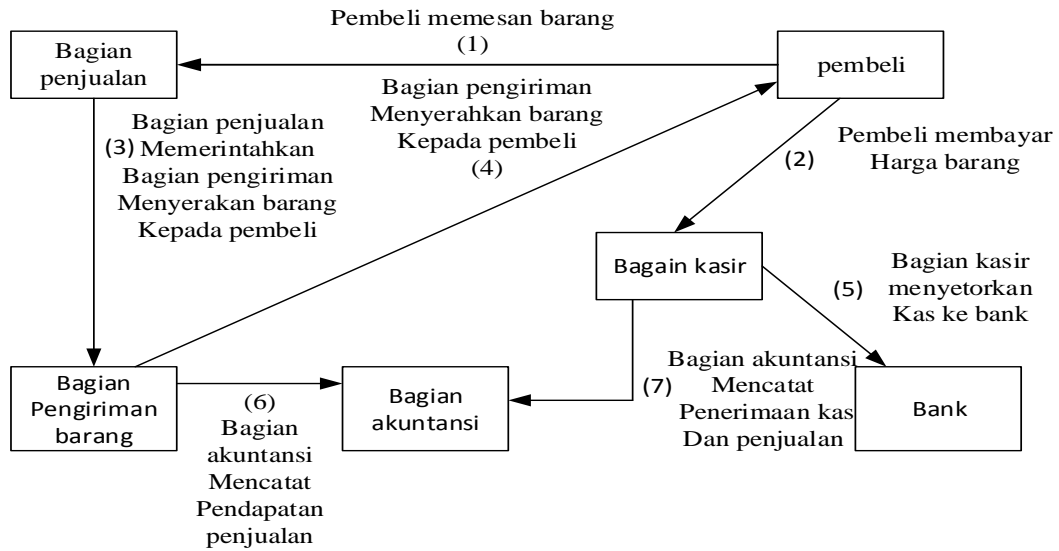 Pembeli memesan barang
(1)
Bagian
penjualan
pembeli
Bagian pengiriman
Menyerahkan barang
Kepada pembeli
(4)
Bagian penjualan
(3) Memerintahkan
Bagian pengiriman
Menyerakan barang
Kepada pembeli
(2)
Pembeli membayar
Harga barang
Bagain kasir
(5)
Bagian kasir
menyetorkan
Kas ke bank
Bagian
Pengiriman
barang
(6)
Bagian
akuntansi
Mencatat
Pendapatan
penjualan
Bagian
akuntansi
(7)
Bagian akuntansi
Mencatat
Penerimaan kas
Dan penjualan
Bank